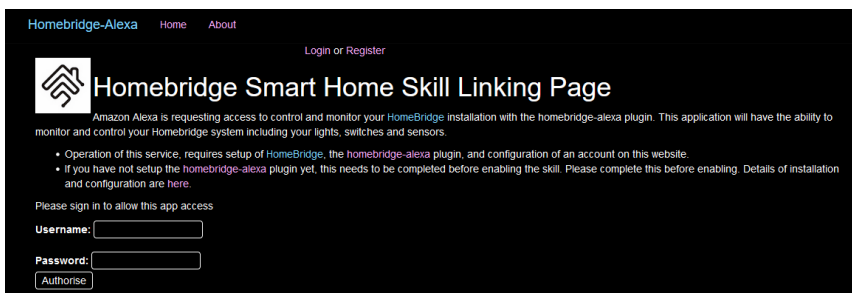 Homebridge-Alexa Home About
Login or Register
Homebridge Smart Home Skill Linking Page
Amazon Alexa is requesting access to control and monitor your HomeBridge installation with the homebridge-alexa plugin. This application will have the ability to
monitor and control your Homebridge system including your lights, switches and sensors.
• Operation of this service, requires setup of HomeBridge, the homebridge-alexa plugin, and configuration of an account on this website.
• If you have not setup the homebridge-alexa plugin yet, this needs to be completed before enabling the skill. Please complete this before enabling. Details of installation
and configuration are here.
Please sign in to allow this app access
Username:
Password:
Authorise